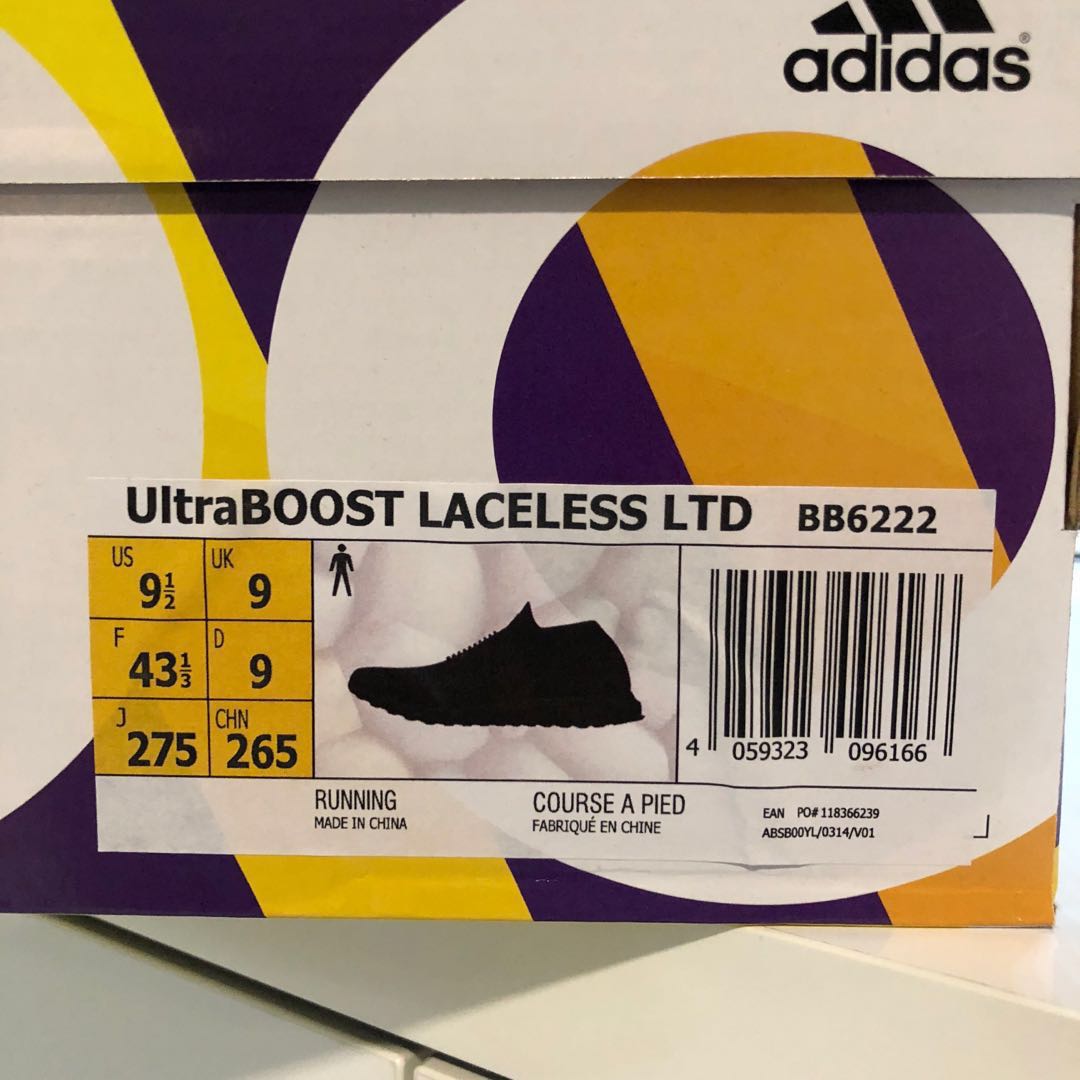 adidas®
UltraBOOST LACELESS LTD BB6222
US 9½ UK 9
F 43⅓ D 9
J 275 CHN 265
4 059323 096166
RUNNING COURSE A PIED
MADE IN CHINA FABRIQUÉ EN CHINE
EAN PO# 118366239
ABSB00YL/0314/V01